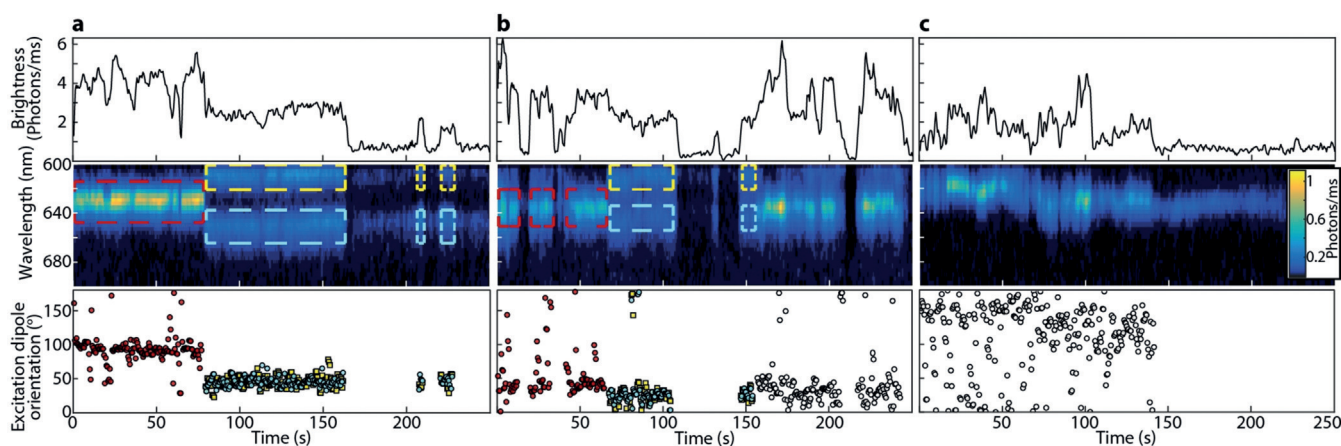 a b c
Brightness
(Photons/ms)
6
4
2
Wavelength (nm)
600
640
680
Photons/ms
1
0.6
0.2
Excitation dipole
orientation (°)
150
100
50
0
0 50 100 150 200 50 100 150 200 50 100 150 200 250
Time (s) Time (s) Time (s)